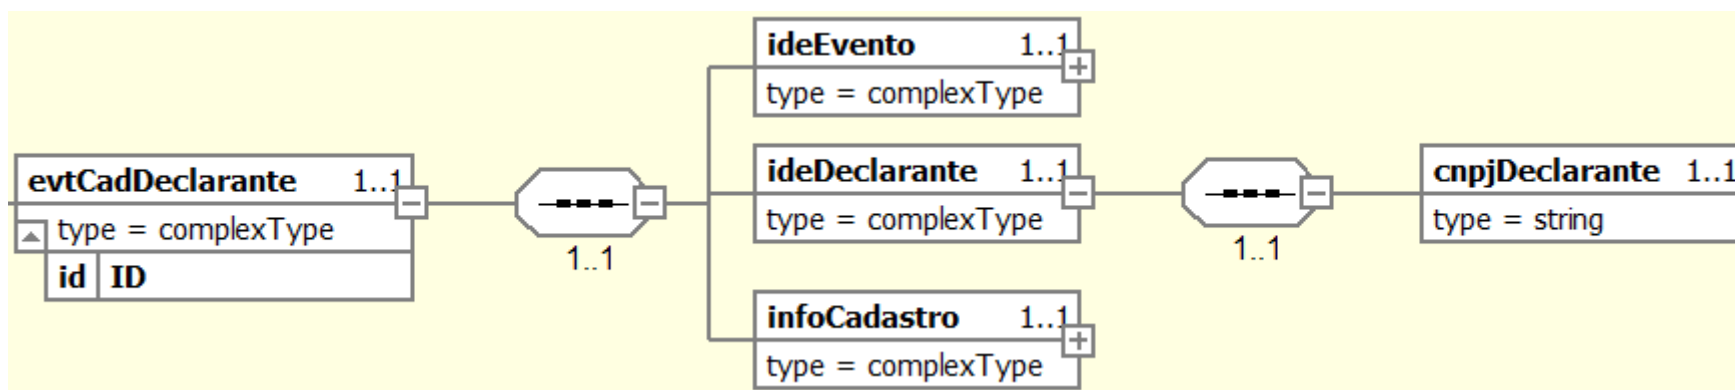 evtCadDeclarante 1..1
type = complexType
id ID
1..1
ideEvento 1..1
type = complexType
ideDeclarante 1..1
type = complexType
1..1
cnpjDeclarante 1..1
type = string
infoCadastro 1..1
type = complexType